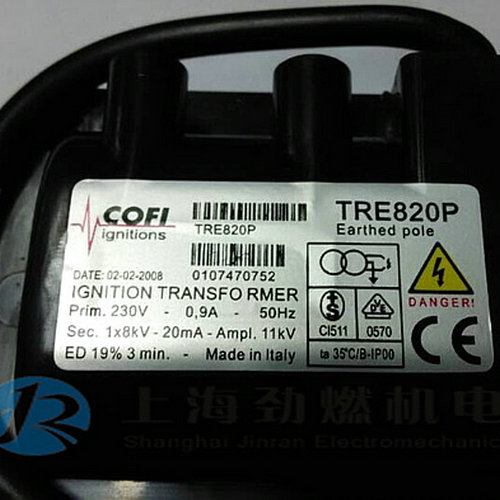 COFI
ignitions
TRE820P
TRE820P
Earthed pole
DATE: 02-02-2008
0107470752
IGNITION TRANSFORMER
Prim. 230V - 0,9A - 50Hz
Sec. 1x8kV - 20mA - Ampl. 11kV
ED 19% 3 min. - Made in Italy
CI511
0570
ta 35°C/B-IP00
DANGER!
CE
上海劲燃机电
Shanghai Jinran Electromechanic